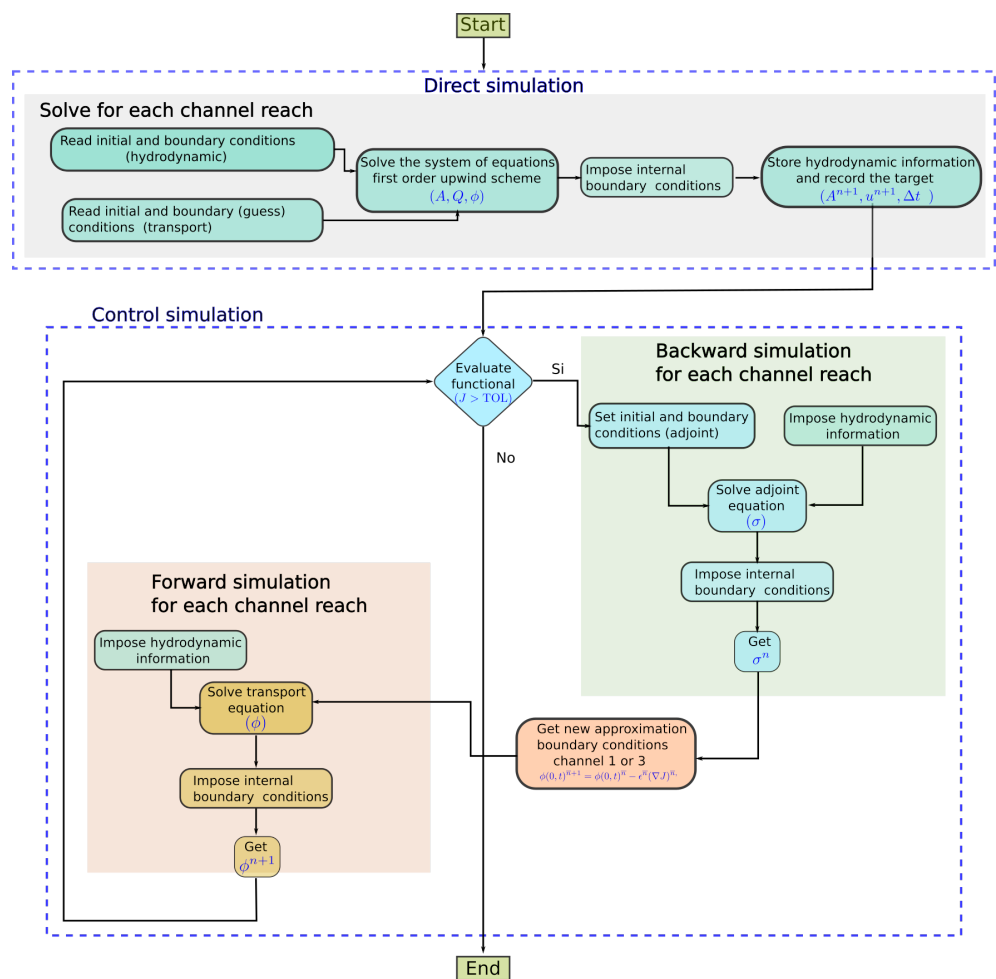 Start
Direct simulation
Solve for each channel reach
Read initial and boundary conditions
(hydrodynamic)
Read initial and boundary (guess)
conditions (transport)
Solve the system of equations
first order upwind scheme
(A, Q, ϕ)
Impose internal
boundary conditions
Store hydrodynamic information
and record the target
(Aⁿ⁺¹, uⁿ⁺¹, Δt )
Control simulation
Evaluate
functional
(J > TOL)
Si
No
Backward simulation
for each channel reach
Set initial and boundary
conditions (adjoint)
Impose hydrodynamic
information
Solve adjoint
equation
(σ)
Impose internal
boundary conditions
Get
σⁿ
Get new approximation
boundary conditions
channel 1 or 3
ϕ(0, t)ⁿ̄⁺¹ = ϕ(0, t)ⁿ̄ − ϵⁿ̄(∇J)ⁿ̄.
Forward simulation
for each channel reach
Impose hydrodynamic
information
Solve transport
equation
(ϕ)
Impose internal
boundary conditions
Get
ϕⁿ⁺¹
End